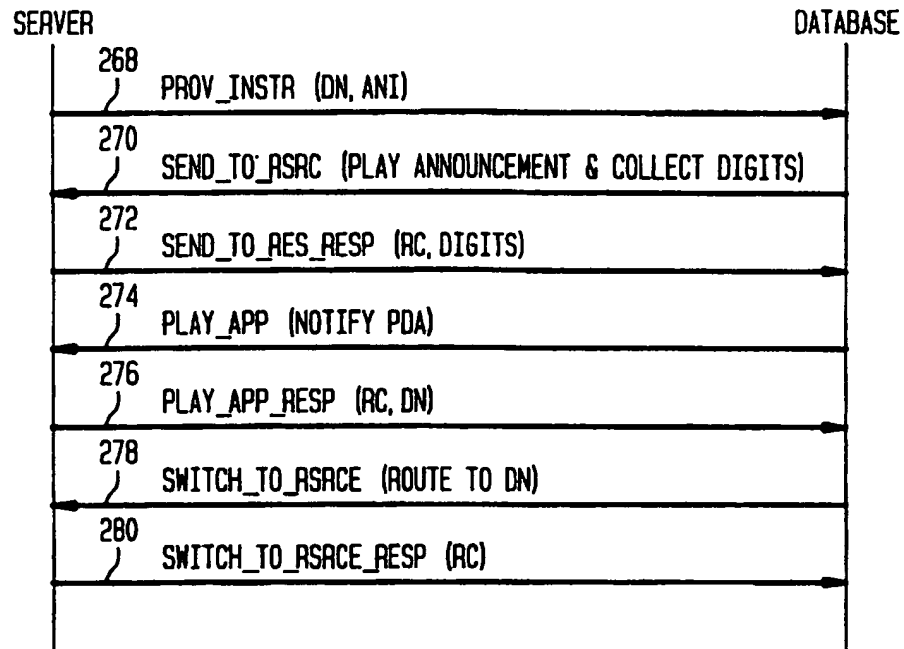 SERVER DATABASE
268
PROV_INSTR (DN, ANI)
270
SEND_TO_RSRC (PLAY ANNOUNCEMENT & COLLECT DIGITS)
272
SEND_TO_RES_RESP (RC, DIGITS)
274
PLAY_APP (NOTIFY PDA)
276
PLAY_APP_RESP (RC, DN)
278
SWITCH_TO_RSRCE (ROUTE TO DN)
280
SWITCH_TO_RSRCE_RESP (RC)